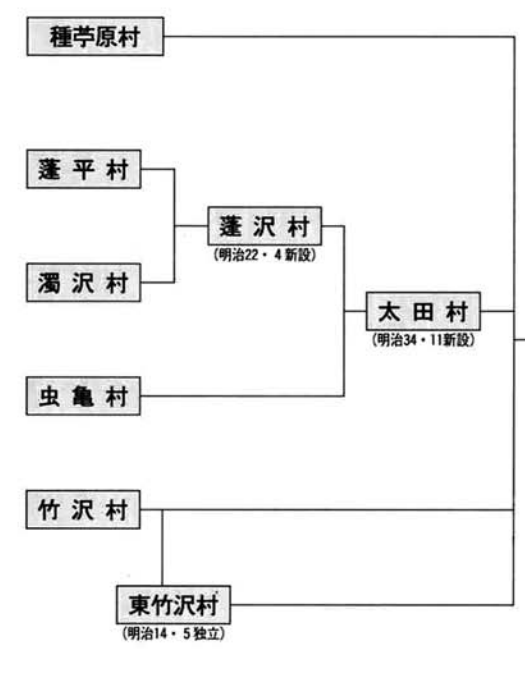 種苧原村
蓬平村
蓬沢村
(明治22・4新設)
濁沢村
太田村
(明治34・11新設)
虫亀村
竹沢村
東竹沢村
(明治14・5独立)